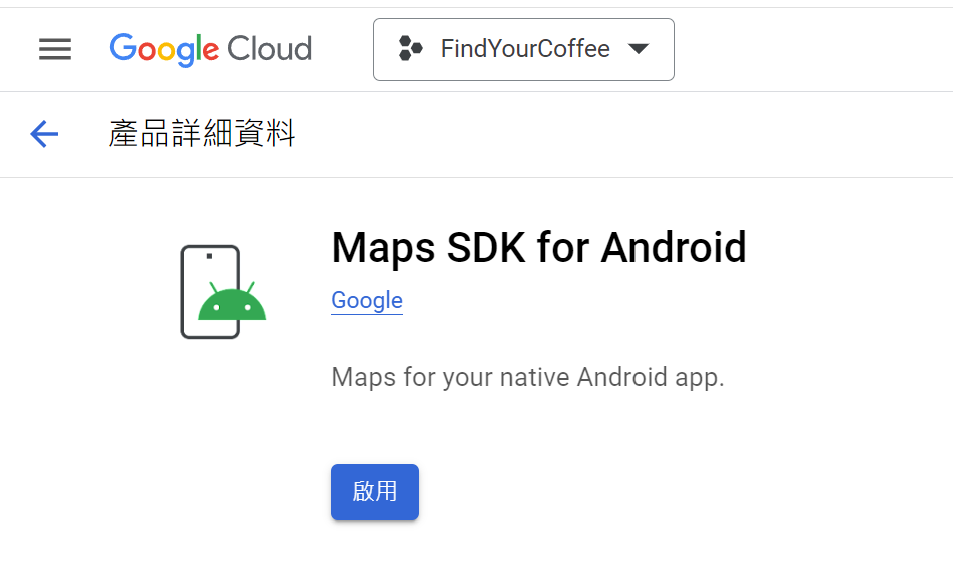 Google Cloud
FindYourCoffee
產品詳細資料
Maps SDK for Android
Google
Maps for your native Android app.
啟用